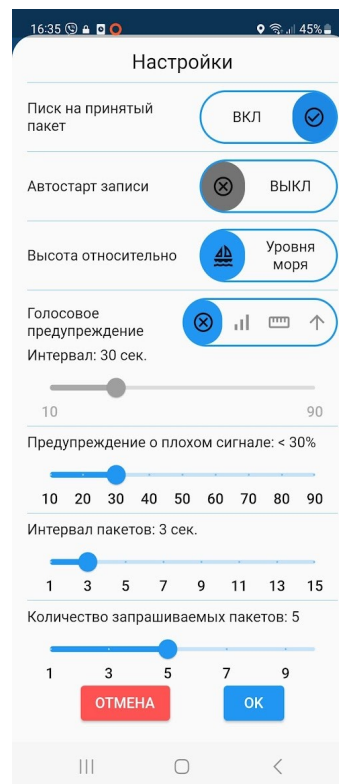 16:35 45%
Настройки
Писк на принятый
пакет
ВКЛ
Автостарт записи
ВЫКЛ
Высота относительно
Уровня
моря
Голосовое
предупреждение
Интервал: 30 сек.
10 90
Предупреждение о плохом сигнале: < 30%
10 20 30 40 50 60 70 80 90
Интервал пакетов: 3 сек.
1 3 5 7 9 11 13 15
Количество запрашиваемых пакетов: 5
1 3 5 7 9
ОТМЕНА OK